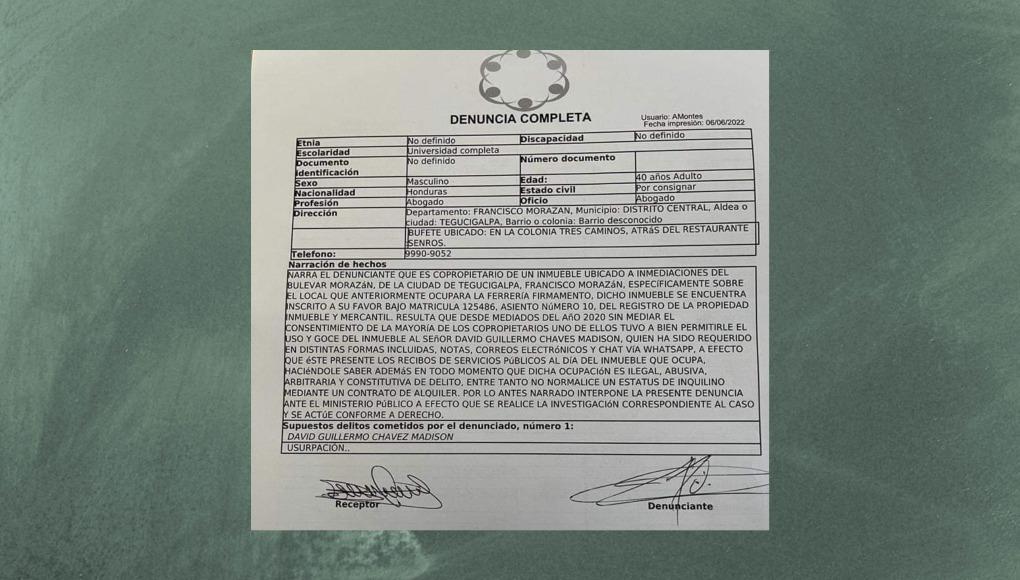 DENUNCIA COMPLETA
Usuario: AMontes
Fecha impresión: 06/06/2022
Etnia No definido Discapacidad No definido
Escolaridad Universidad completa
Documento identificación No definido Número documento
Sexo Masculino Edad: 40 años Adulto
Nacionalidad Honduras Estado civil Por consignar
Profesión Abogado Oficio Abogado
Dirección Departamento: FRANCISCO MORAZAN, Municipio: DISTRITO CENTRAL, Aldea o
ciudad: TEGUCIGALPA, Barrio o colonia: Barrio desconocido
BUFETE UBICADO: EN LA COLONIA TRES CAMINOS, ATRáS DEL RESTAURANTE
SENROS.
Telefono: 9990-9052
Narración de hechos
NARRA EL DENUNCIANTE QUE ES COPROPIETARIO DE UN INMUEBLE UBICADO A INMEDIACIONES DEL
BULEVAR MORAZáN, DE LA CIUDAD DE TEGUCIGALPA, FRANCISCO MORAZáN, ESPECíFICAMENTE SOBRE
EL LOCAL QUE ANTERIORMENTE OCUPARA LA FERRERíA FIRMAMENTO, DICHO INMUEBLE SE ENCUENTRA
INSCRITO A SU FAVOR BAJO MATRICULA 125486, ASIENTO NúMERO 10, DEL REGISTRO DE LA PROPIEDAD
INMUEBLE Y MERCANTIL. RESULTA QUE DESDE MEDIADOS DEL AñO 2020 SIN MEDIAR EL
CONSENTIMIENTO DE LA MAYORíA DE LOS COPROPIETARIOS UNO DE ELLOS TUVO A BIEN PERMITIRLE EL
USO Y GOCE DEL INMUEBLE AL SEñOR DAVID GUILLERMO CHAVES MADISON, QUIEN HA SIDO REQUERIDO
EN DISTINTAS FORMAS INCLUIDAS, NOTAS, CORREOS ELECTRóNICOS Y CHAT VíA WHATSAPP, A EFECTO
QUE éSTE PRESENTE LOS RECIBOS DE SERVICIOS PúBLICOS AL DíA DEL INMUEBLE QUE OCUPA,
HACIéNDOLE SABER ADEMáS EN TODO MOMENTO QUE DICHA OCUPACIóN ES ILEGAL, ABUSIVA,
ARBITRARIA Y CONSTITUTIVA DE DELITO, ENTRE TANTO NO NORMALICE UN ESTATUS DE INQUILINO
MEDIANTE UN CONTRATO DE ALQUILER. POR LO ANTES NARRADO INTERPONE LA PRESENTE DENUNCIA
ANTE EL MINISTERIO PúBLICO A EFECTO QUE SE REALICE LA INVESTIGACIóN CORRESPONDIENTE AL CASO
Y SE ACTúE CONFORME A DERECHO.
Supuestos delitos cometidos por el denunciado, número 1:
DAVID GUILLERMO CHAVEZ MADISON
USURPACIÓN..
Receptor
Denunciante